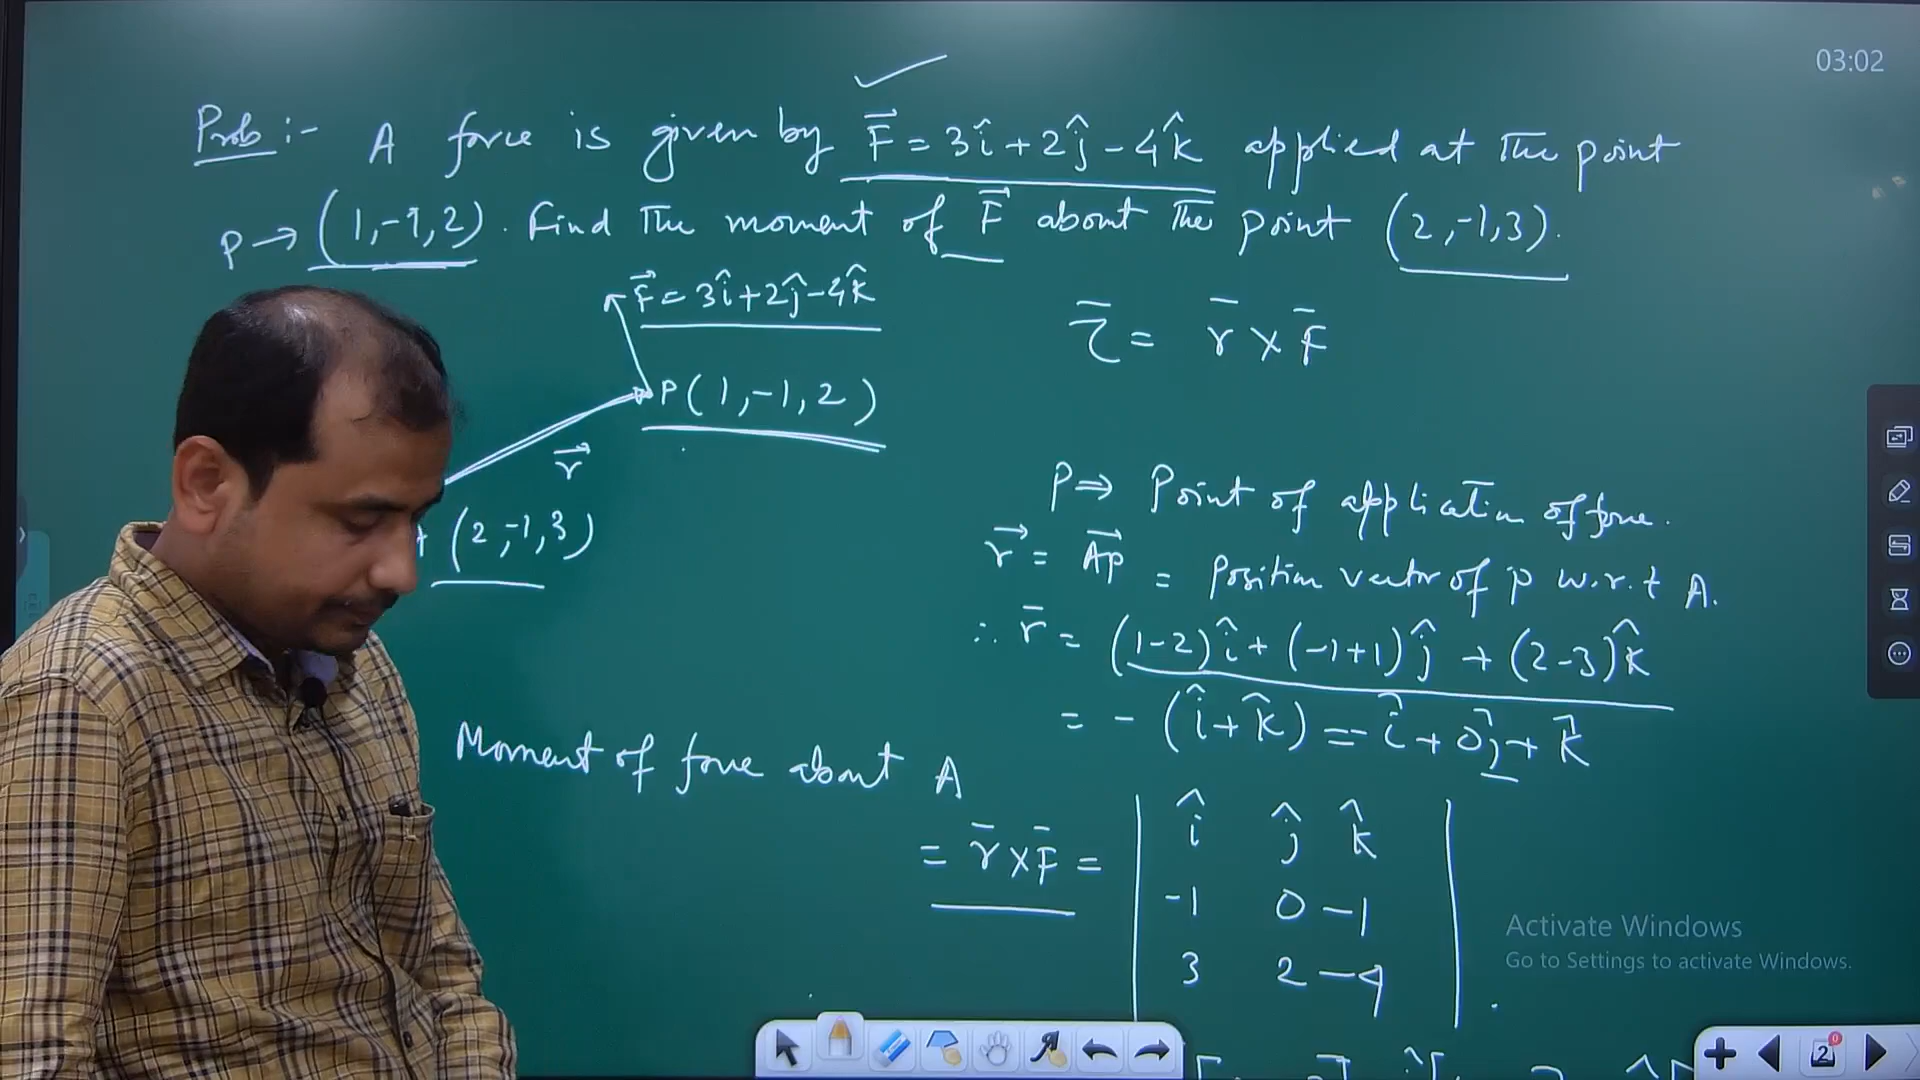 03:02
Prob :- A force is given by F⃗ = 3î + 2ĵ - 4k̂ applied at the point
P → (1, -1, 2). Find the moment of F⃗ about the point (2, -1, 3).
F⃗ = 3î + 2ĵ - 4k̂
τ̄ = r̄ × F̄
P (1, -1, 2)
r⃗
(2, -1, 3)
P ⇒ Point of application of force.
r⃗ = AP⃗ = Position vector of P w.r.t A.
∴ r̄ = (1-2)î + (-1+1)ĵ + (2-3)k̂
= - (î + k̂) = - î + 0ĵ + k̂
Moment of force about A
= r̄ × F̄ =
î ĵ k̂
-1 0 -1
3 2 -4
Activate Windows
Go to Settings to activate Windows.
2